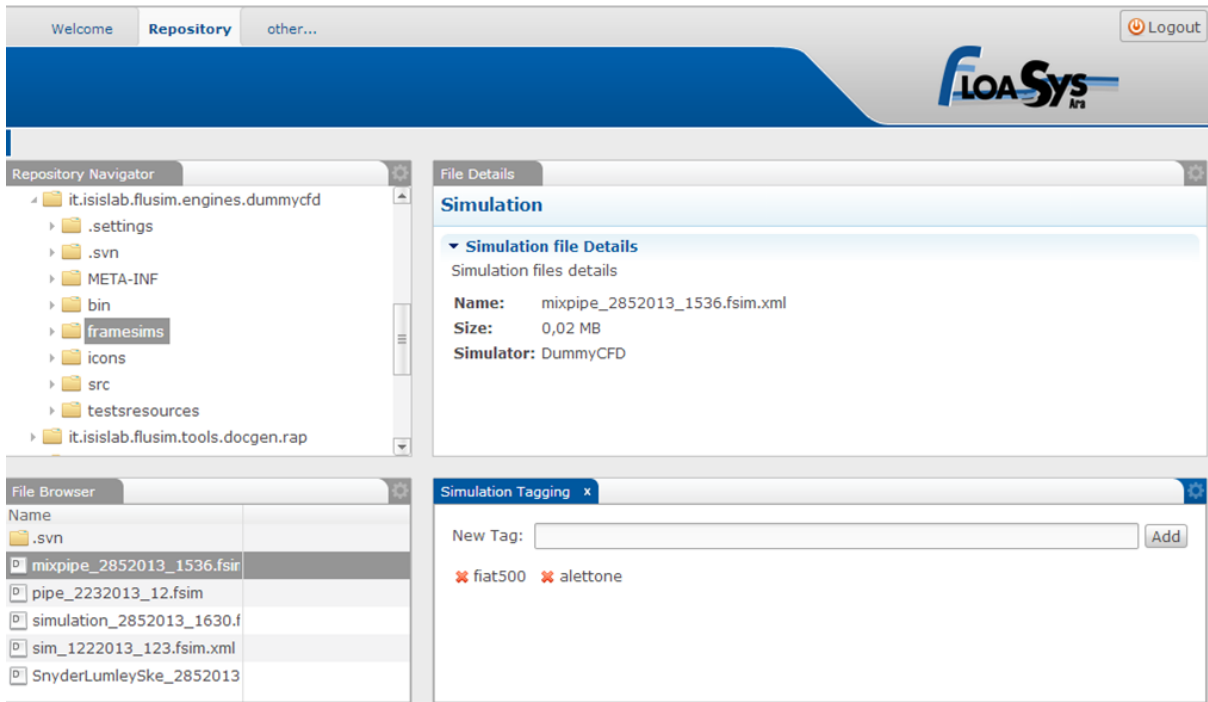 Welcome Repository other... Logout
FLOASYS
Ara
Repository Navigator
it.isislab.flusim.engines.dummycfd
.settings
.svn
META-INF
bin
framesims
icons
src
testsresources
it.isislab.flusim.tools.docgen.rap
File Details
Simulation
Simulation file Details
Simulation files details
Name: mixpipe_2852013_1536.fsim.xml
Size: 0,02 MB
Simulator: DummyCFD
File Browser
Name
.svn
mixpipe_2852013_1536.fsim
pipe_2232013_12.fsim
simulation_2852013_1630.f
sim_1222013_123.fsim.xml
SnyderLumleySke_2852013
Simulation Tagging x
New Tag: Add
fiat500 alettone